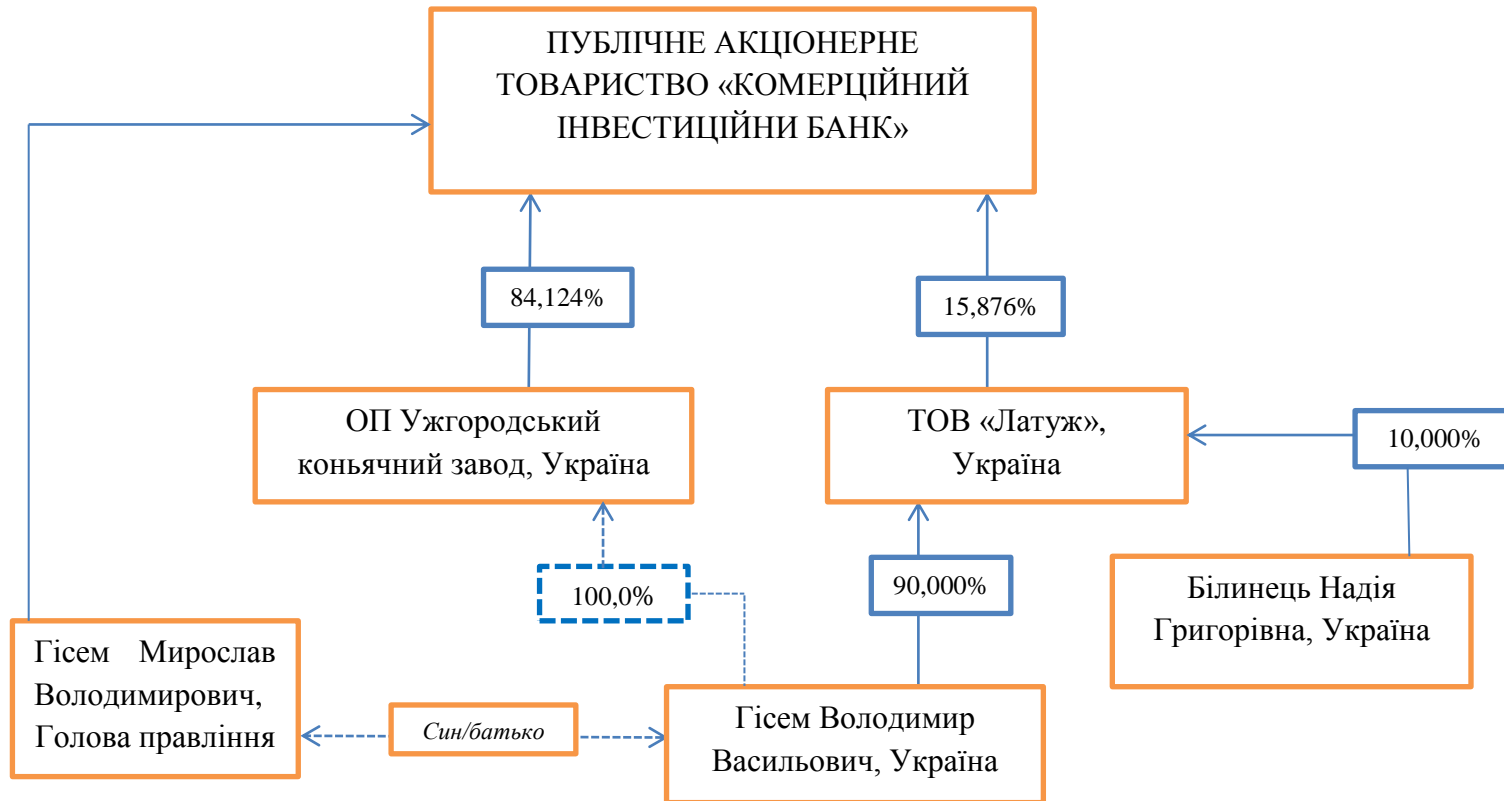 ПУБЛІЧНЕ АКЦІОНЕРНЕ
ТОВАРИСТВО «КОМЕРЦІЙНИЙ
ІНВЕСТИЦІЙНИ БАНК»
84,124%
15,876%
ОП Ужгородський
коньячний завод, Україна
ТОВ «Латуж»,
Україна
10,000%
100,0%
90,000%
Білинець Надія
Григорівна, Україна
Гісем Мирослав
Володимирович,
Голова правління
Син/батько
Гісем Володимир
Васильович, Україна